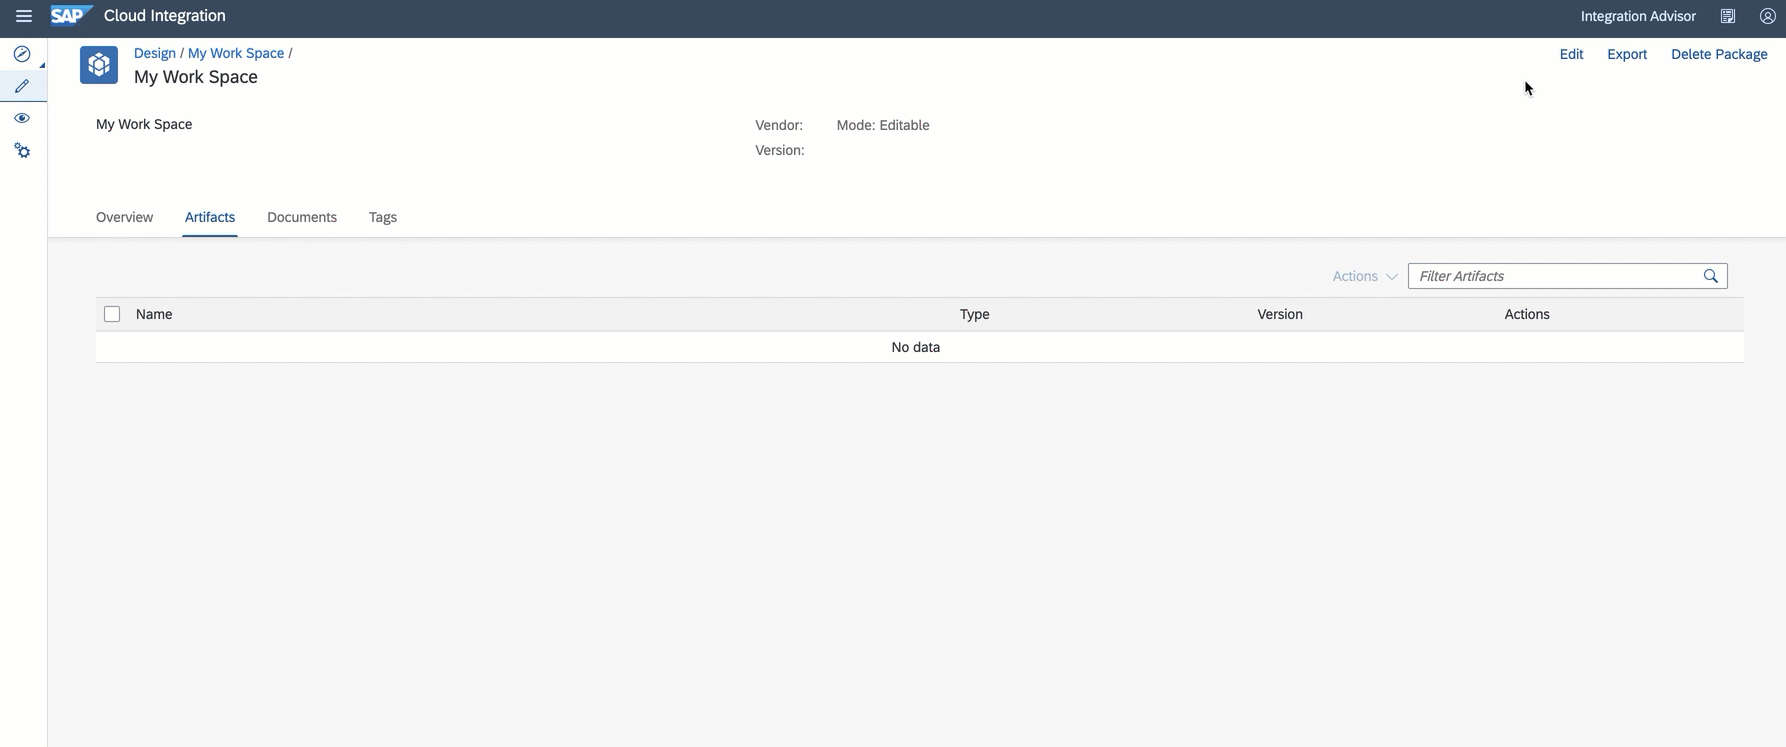 SAP Cloud Integration
Integration Advisor
Design / My Work Space /
My Work Space
Edit Export Delete Package
My Work Space
Vendor: Mode: Editable
Version:
Overview Artifacts Documents Tags
Actions Filter Artifacts
Name Type Version Actions
No data